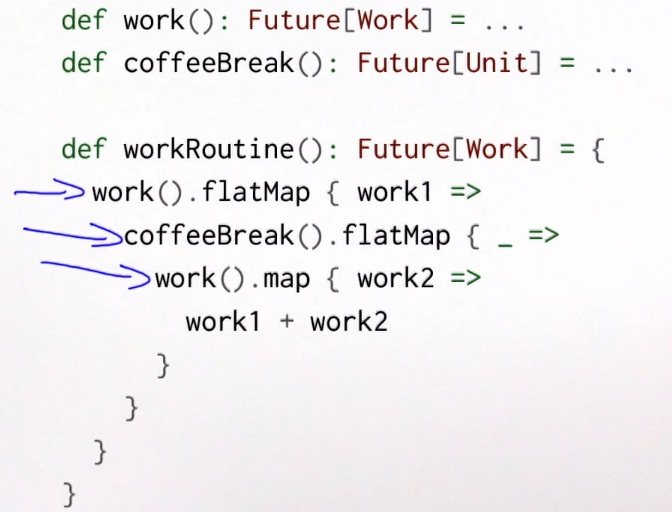 def work(): Future[Work] = ...
def coffeeBreak(): Future[Unit] = ...
def workRoutine(): Future[Work] = {
work().flatMap { work1 =>
coffeeBreak().flatMap { _ =>
work().map { work2 =>
work1 + work2
}
}
}
}